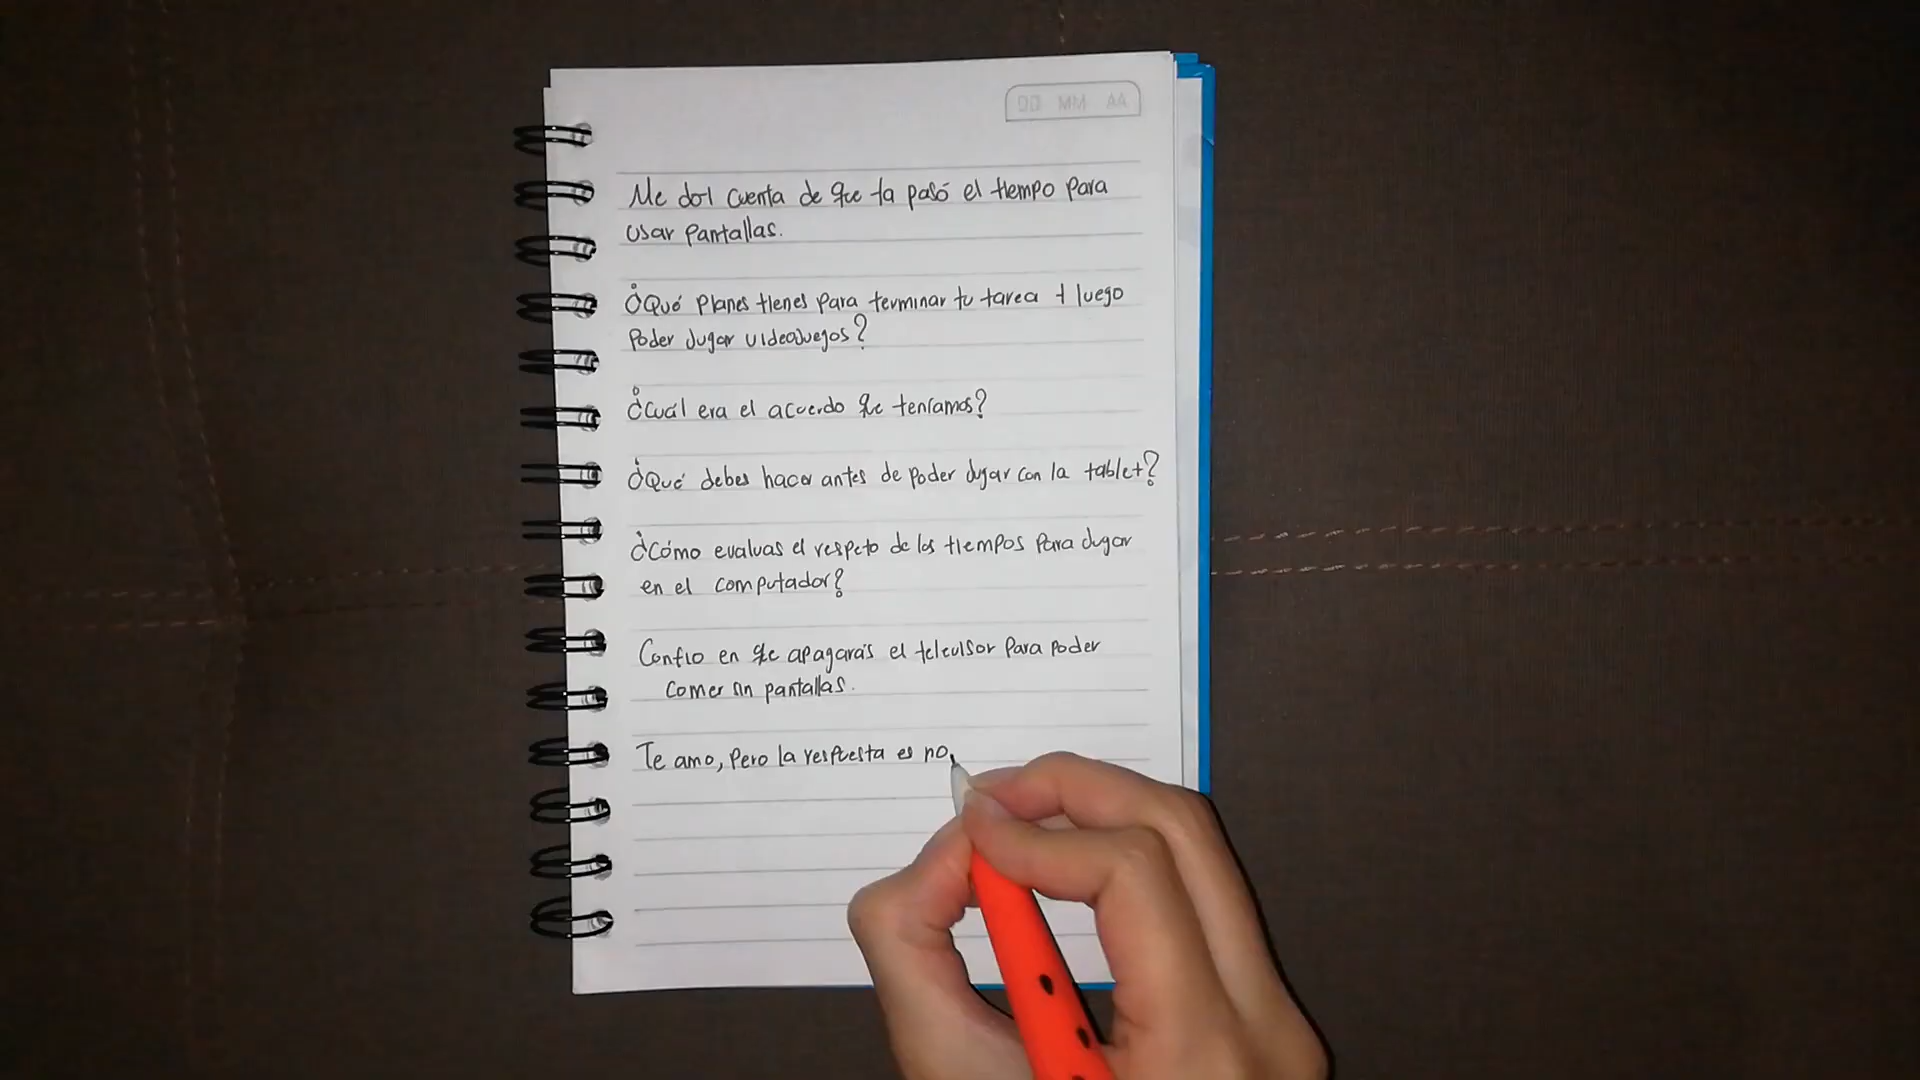 DD MM AA
Me doy cuenta de que ya pasó el tiempo para
usar pantallas.
¿Qué planes tienes para terminar tu tarea y luego
poder jugar videojuegos?
¿Cuál era el acuerdo que teníamos?
¿Qué debes hacer antes de poder jugar con la tablet?
¿Cómo evaluas el respeto de los tiempos para jugar
en el computador?
Confio en que apagarás el televisor para poder
comer sin pantallas.
Te amo, pero la respuesta es no,